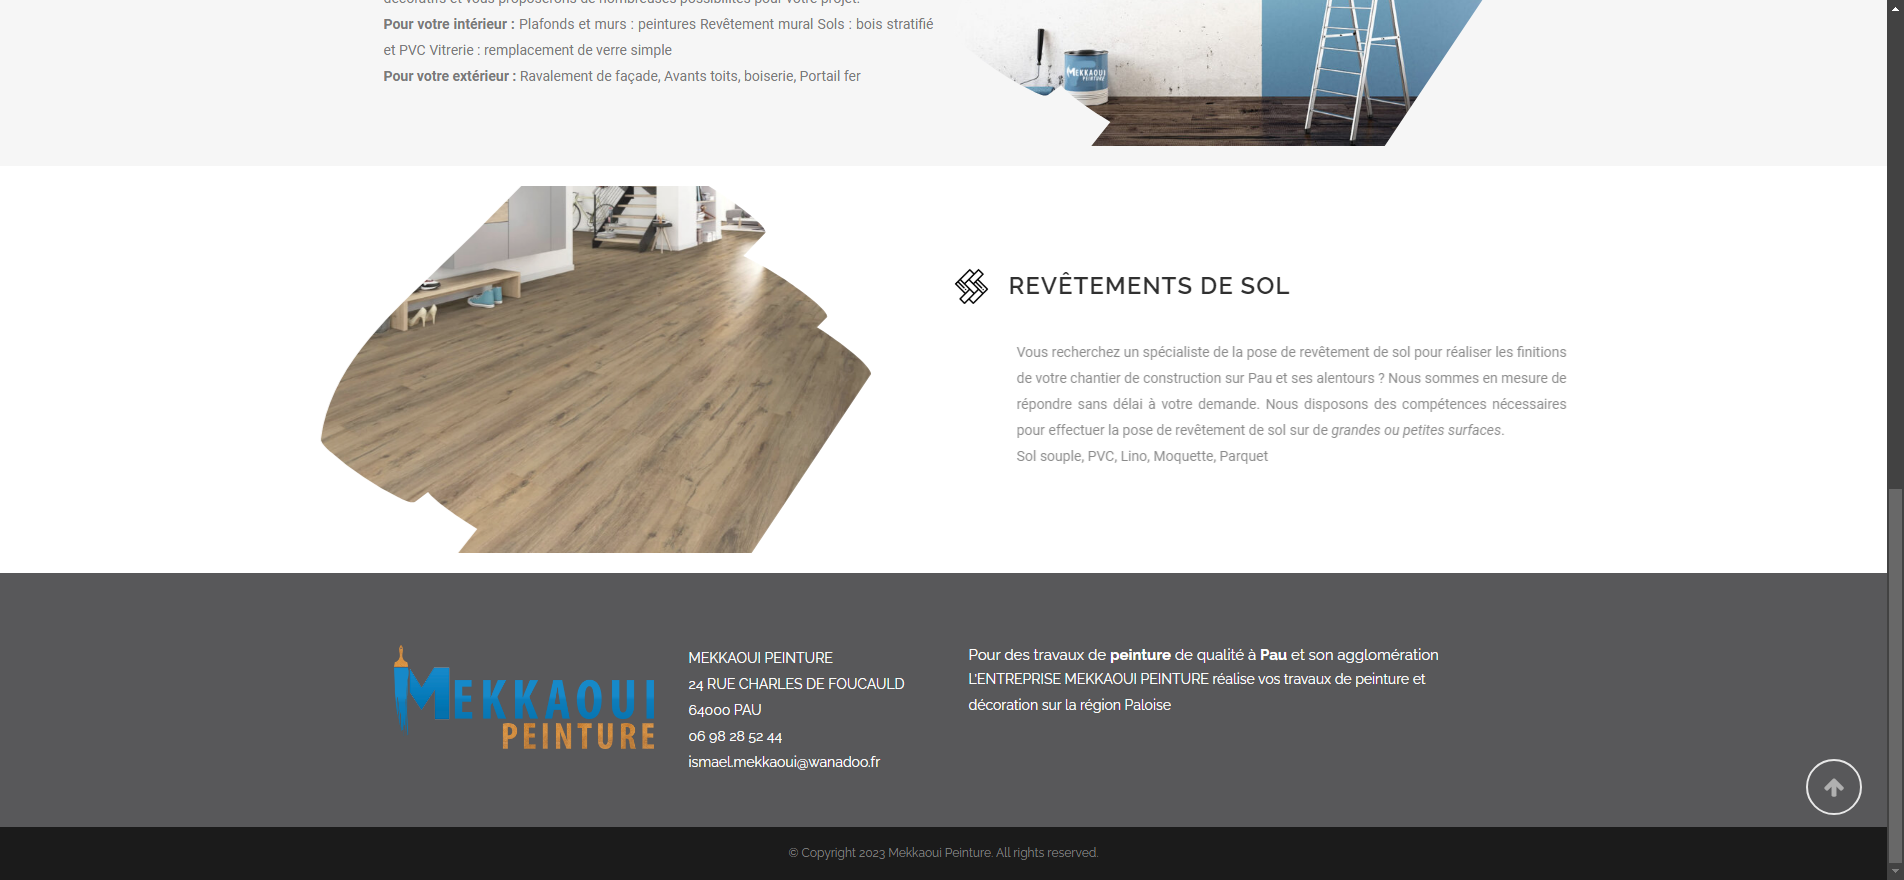 décoratifs et vous proposerons de nombreuses possibilités pour votre projet.
Pour votre intérieur : Plafonds et murs : peintures Revêtement mural Sols : bois stratifié
et PVC Vitrerie : remplacement de verre simple
Pour votre extérieur : Ravalement de façade, Avants toits, boiserie, Portail fer
MEKKAOUI
PEINTURE
REVÊTEMENTS DE SOL
Vous recherchez un spécialiste de la pose de revêtement de sol pour réaliser les finitions
de votre chantier de construction sur Pau et ses alentours ? Nous sommes en mesure de
répondre sans délai à votre demande. Nous disposons des compétences nécessaires
pour effectuer la pose de revêtement de sol sur de grandes ou petites surfaces.
Sol souple, PVC, Lino, Moquette, Parquet
MEKKAOUI
PEINTURE
MEKKAOUI PEINTURE
24 RUE CHARLES DE FOUCAULD
64000 PAU
06 98 28 52 44
ismael.mekkaoui@wanadoo.fr
Pour des travaux de peinture de qualité à Pau et son agglomération
L'ENTREPRISE MEKKAOUI PEINTURE réalise vos travaux de peinture et
décoration sur la région Paloise
© Copyright 2023 Mekkaoui Peinture. All rights reserved.